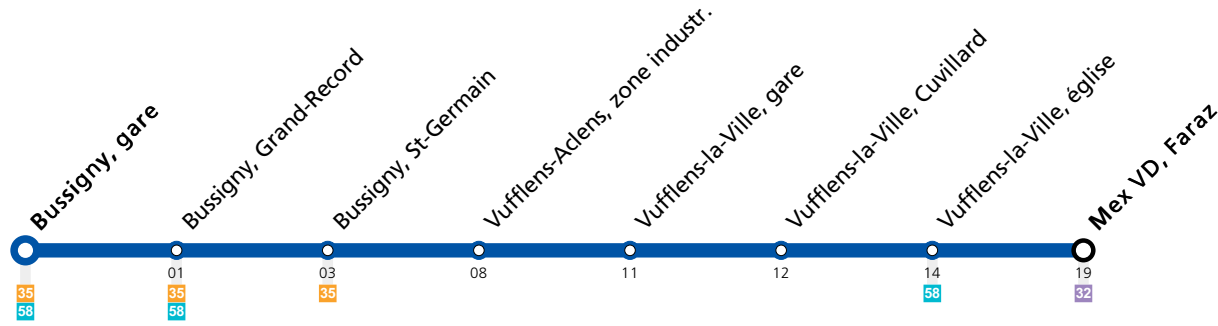 Bussigny, gare
Bussigny, Grand-Record
Bussigny, St-Germain
Vufflens-Aclens, zone industr.
Vufflens-la-Ville, gare
Vufflens-la-Ville, Cuvillard
Vufflens-la-Ville, église
Mex VD, Faraz
01 03 08 11 12 14 19
35 35 35 58 32
58 58